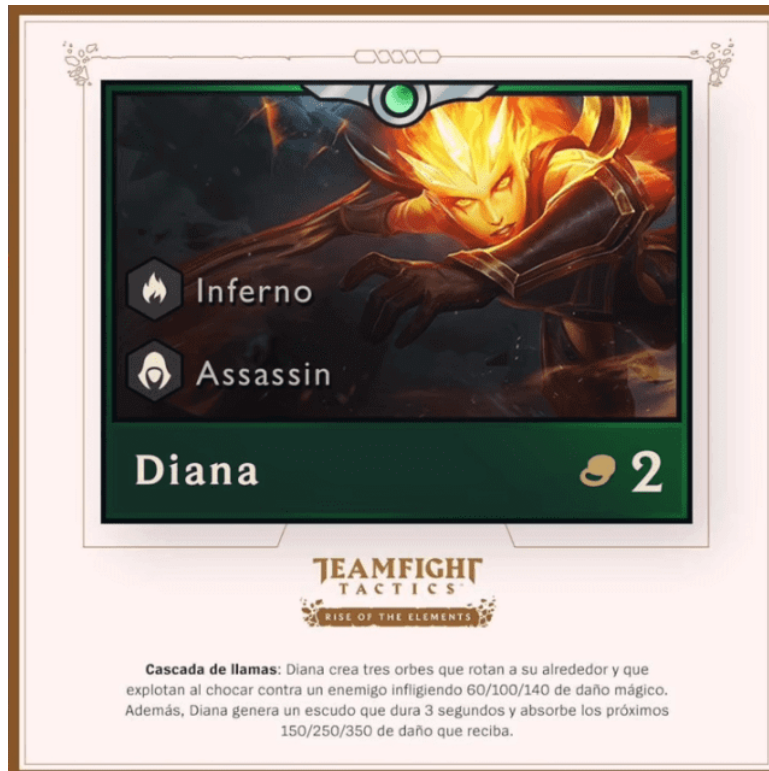 Inferno
Assassin
Diana
2
TEAMFIGHT
TACTICS
RISE OF THE ELEMENTS
Cascada de llamas: Diana crea tres orbes que rotan a su alrededor y que
explotan al chocar contra un enemigo infligiendo 60/100/140 de daño mágico.
Además, Diana genera un escudo que dura 3 segundos y absorbe los próximos
150/250/350 de daño que reciba.